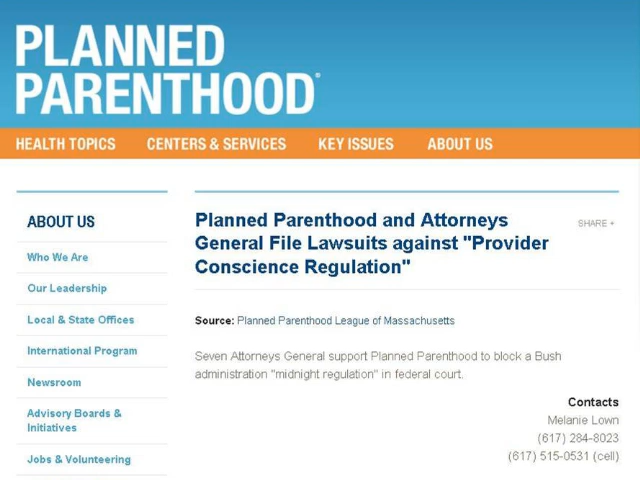 PLANNED
PARENTHOOD®
HEALTH TOPICS CENTERS & SERVICES KEY ISSUES ABOUT US
ABOUT US
Who We Are
Our Leadership
Local & State Offices
International Program
Newsroom
Advisory Boards &
Initiatives
Jobs & Volunteering
Planned Parenthood and Attorneys
General File Lawsuits against "Provider
Conscience Regulation"
SHARE +
Source: Planned Parenthood League of Massachusetts
Seven Attorneys General support Planned Parenthood to block a Bush
administration "midnight regulation" in federal court.
Contacts
Melanie Lown
(617) 284-8023
(617) 515-0531 (cell)